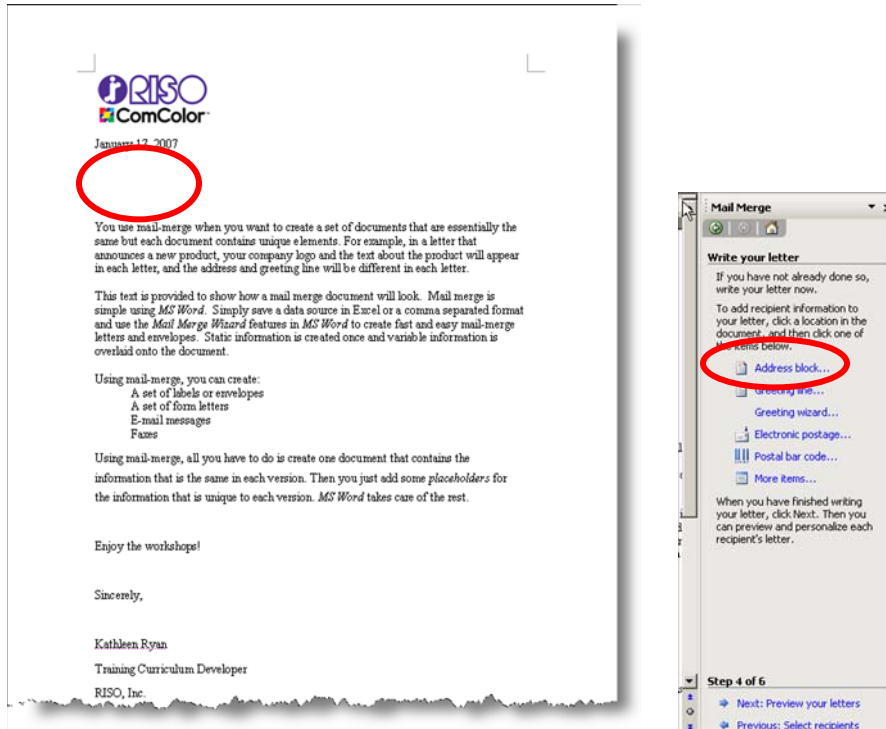 RISO
ComColor
January 17, 2007
You use mail-merge when you want to create a set of documents that are essentially the
same but each document contains unique elements. For example, in a letter that
announces a new product, your company logo and the text about the product will appear
in each letter, and the address and greeting line will be different in each letter.
This text is provided to show how a mail merge document will look. Mail merge is
simple using MS Word. Simply save a data source in Excel or a comma separated format
and use the Mail Merge Wizard features in MS Word to create fast and easy mail-merge
letters and envelopes. Static information is created once and variable information is
overlaid onto the document.
Using mail-merge, you can create:
A set of labels or envelopes
A set of form letters
E-mail messages
Faxes
Using mail-merge, all you have to do is create one document that contains the
information that is the same in each version. Then you just add some placeholders for
the information that is unique to each version. MS Word takes care of the rest.
Enjoy the workshops!
Sincerely,
Kathleen Ryan
Training Curriculum Developer
RISO, Inc.
Mail Merge
Write your letter
If you have not already done so,
write your letter now.
To add recipient information to
your letter, click a location in the
document, and then click one of
the items below.
Address block...
Greeting line...
Greeting wizard...
Electronic postage...
Postal bar code...
More items...
When you have finished writing
your letter, click Next. Then you
can preview and personalize each
recipient's letter.
Step 4 of 6
Next: Preview your letters
Previous: Select recipients